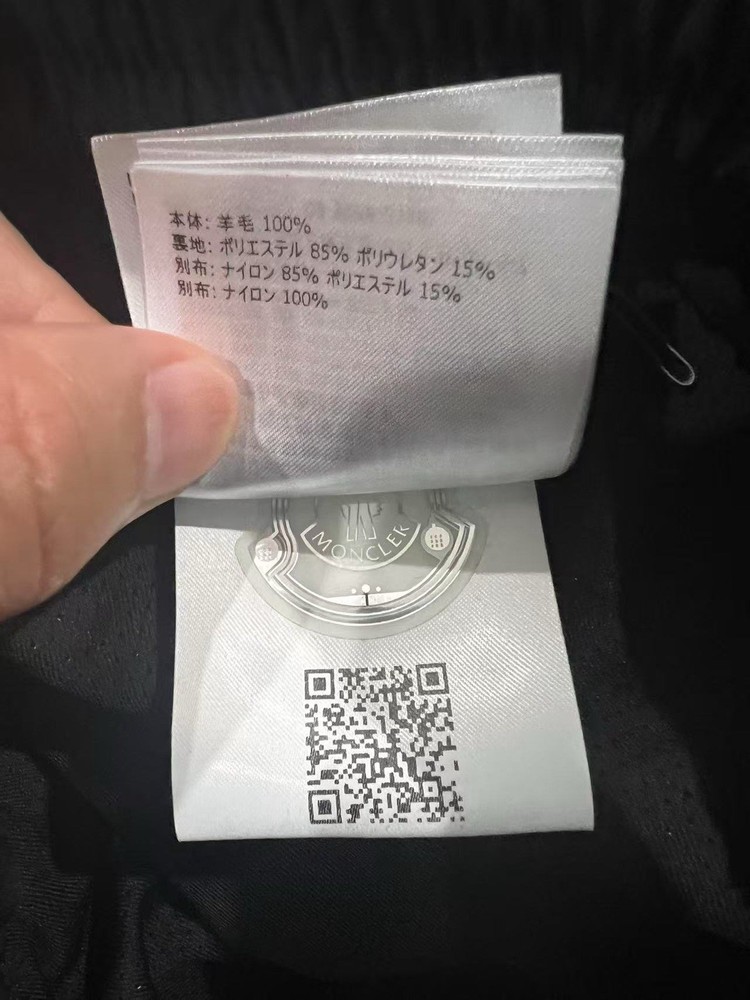 本体: 羊毛 100%
裏地: ポリエステル 85% ポリウレタン 15%
別布: ナイロン 85% ポリエステル 15%
別布: ナイロン 100%
MONCLER